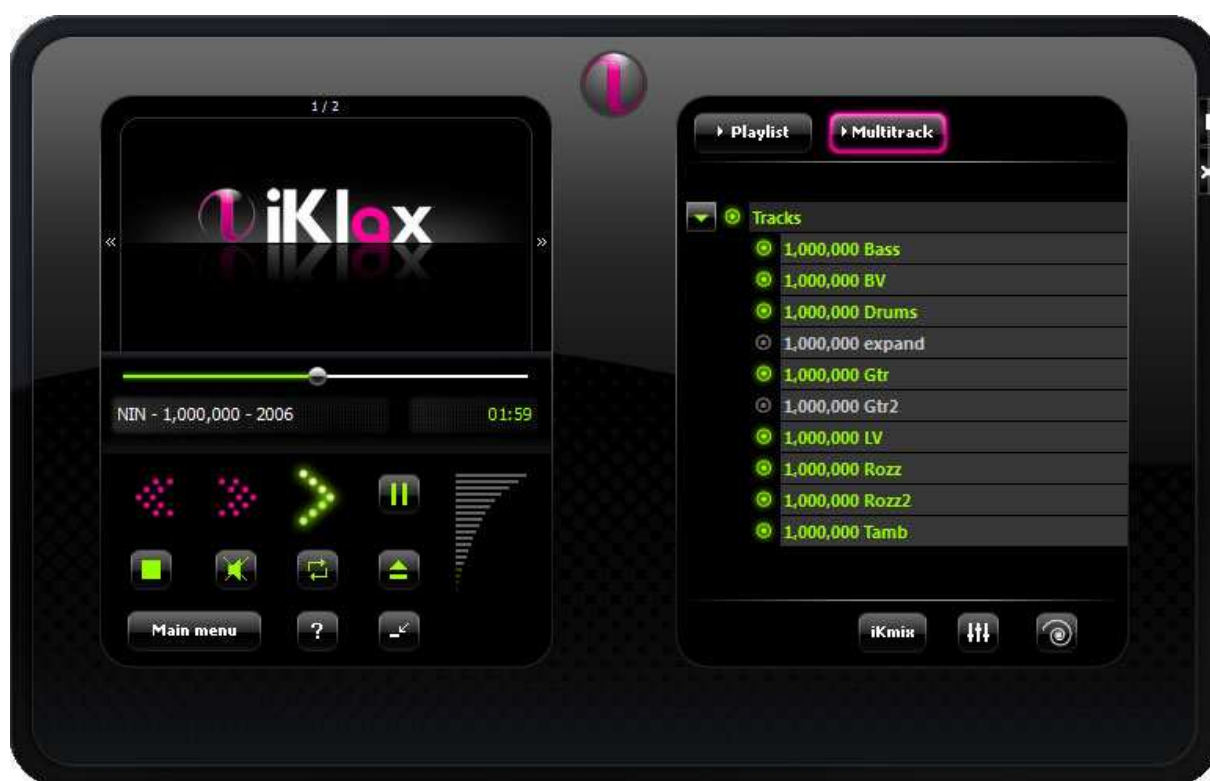 1 / 2
iKlax
«
»
NIN - 1,000,000 - 2006
01:59
Main menu
?
Playlist
Multitrack
Tracks
1,000,000 Bass
1,000,000 BV
1,000,000 Drums
1,000,000 expand
1,000,000 Gtr
1,000,000 Gtr2
1,000,000 LV
1,000,000 Rozz
1,000,000 Rozz2
1,000,000 Tamb
iKmix